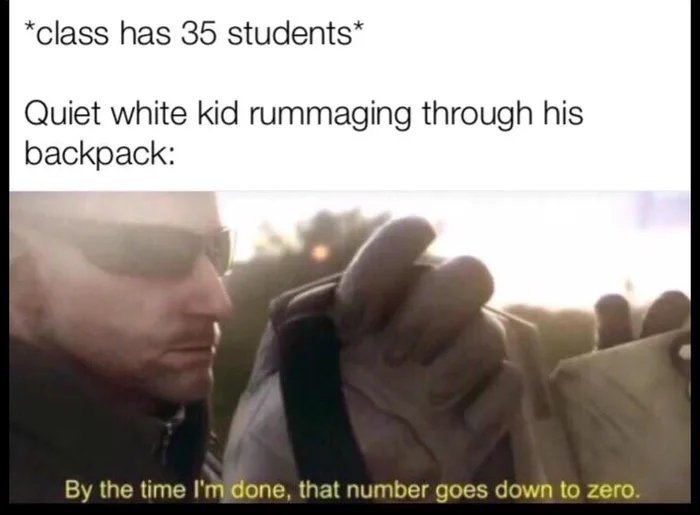 *class has 35 students*
Quiet white kid rummaging through his
backpack:
By the time I'm done, that number goes down to zero.